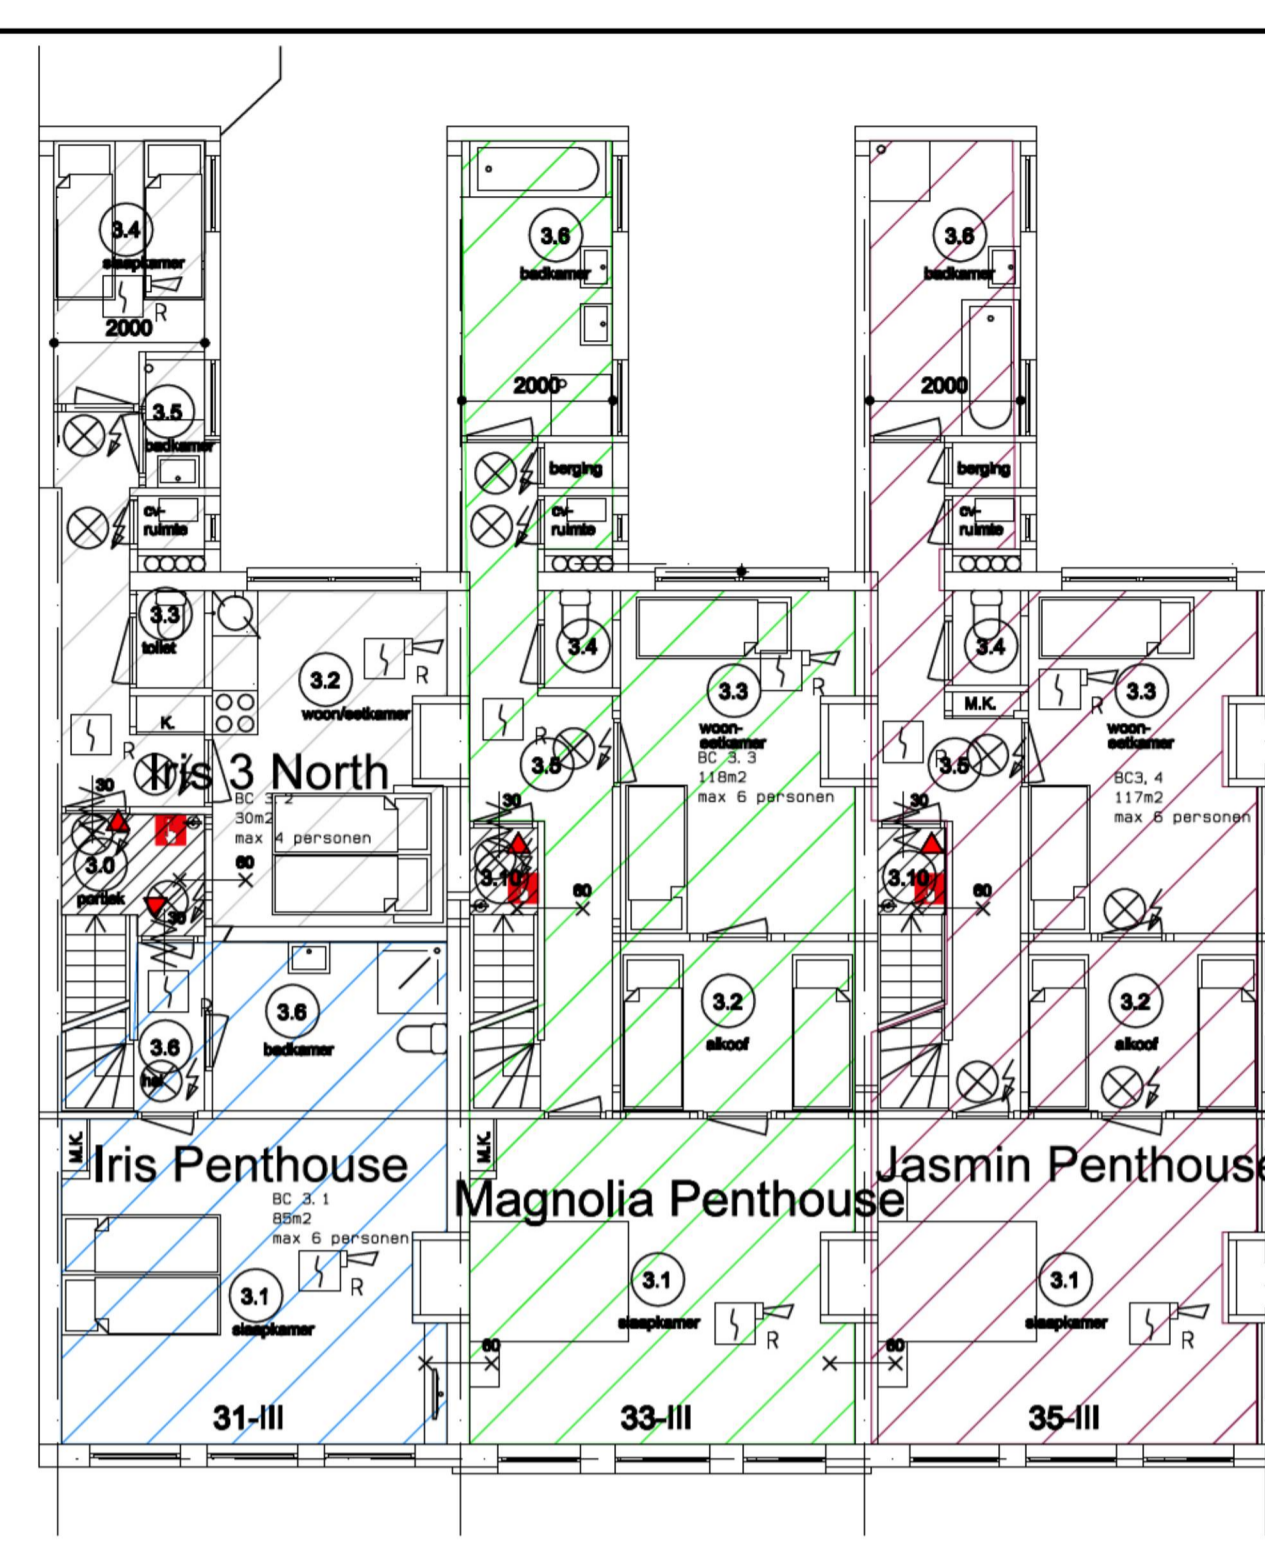 3.4
slaapkamer
R
2000
3.5
badkamer
cv-
ruimte
3.3
toilet
3.2
woon/eetkamer
R
K.
R
Iris 3 North
30
BC 3.2
30m2
max 4 personen
3.0
portiek
60
30
R
3.6
badkamer
3.6
hal
M.K.
Iris Penthouse
BC 3.1
85m2
max 6 personen
R
3.1
slaapkamer
31-III
3.6
badkamer
2000
berging
cv-
ruimte
3.4
3.3
R
woon-
eetkamer
BC 3.3
118m2
max 6 personen
R
3.5
30
3.10
60
3.2
alkoof
M.K.
Magnolia Penthouse
3.1
slaapkamer
R
60
33-III
3.6
badkamer
2000
berging
cv-
ruimte
3.4
M.K.
3.3
R
woon-
eetkamer
BC3,4
117m2
max 6 personen
R
3.5
30
3.10
60
3.2
alkoof
Jasmin Penthouse
3.1
slaapkamer
R
60
35-III